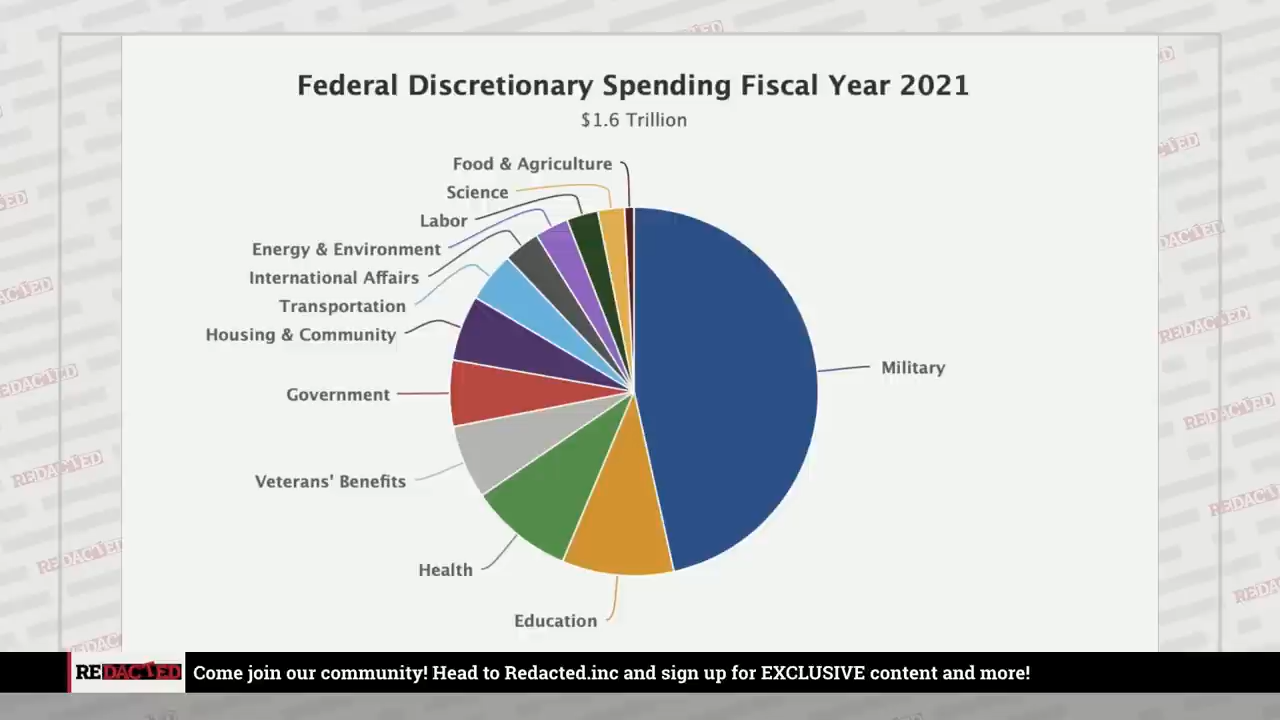 Federal Discretionary Spending Fiscal Year 2021
$1.6 Trillion
Food & Agriculture
Science
Labor
Energy & Environment
International Affairs
Transportation
Housing & Community
Military
Government
Veterans' Benefits
Health
Education
REDACTED
Come join our community! Head to Redacted.inc and sign up for EXCLUSIVE content and more!